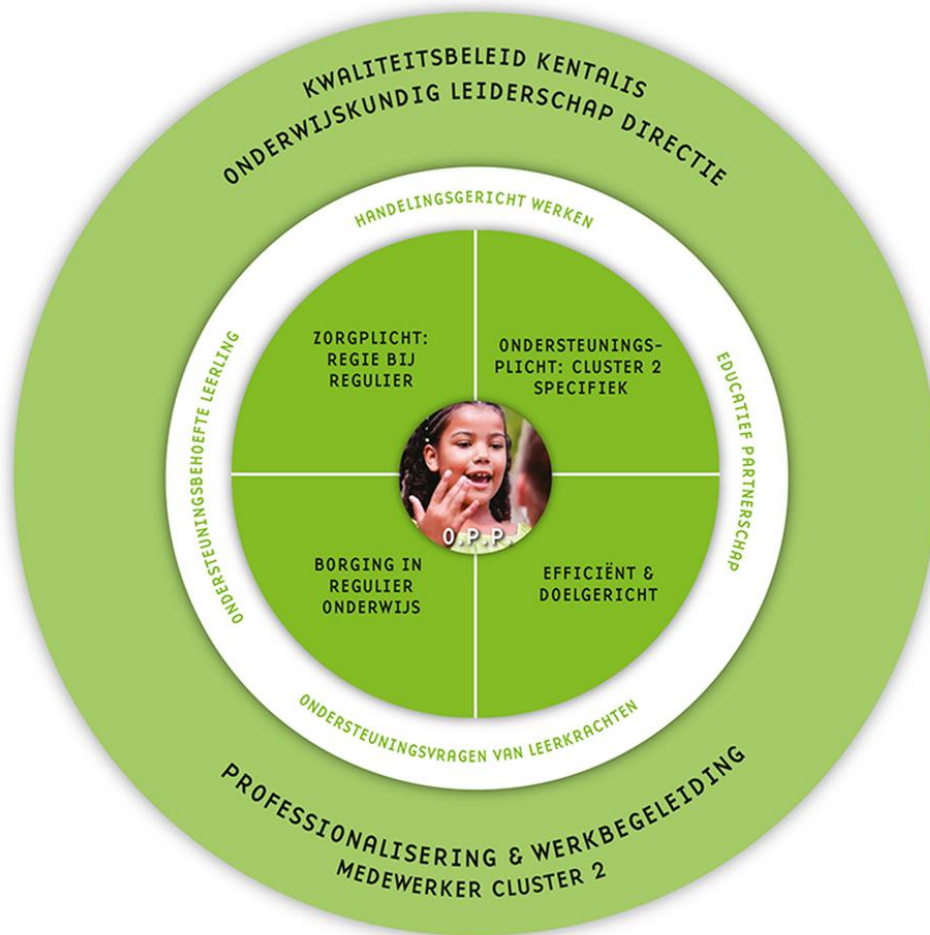 KWALITEITSBELEID KENTALIS
ONDERWIJSKUNDIG LEIDERSCHAP DIRECTIE
HANDELINGSGERICHT WERKEN
ONDERSTEUNINGSBEHOEFTE LEERLING
EDUCATIEF PARTNERSCHAP
ZORGPLICHT:
REGIE BIJ
REGULIER
ONDERSTEUNINGS-
PLICHT: CLUSTER 2
SPECIFIEK
O.P.P.
BORGING IN
REGULIER
ONDERWIJS
EFFICIËNT &
DOELGERICHT
ONDERSTEUNINGSVRAGEN VAN LEERKRACHTEN
PROFESSIONALISERING & WERKBEGELEIDING
MEDEWERKER CLUSTER 2